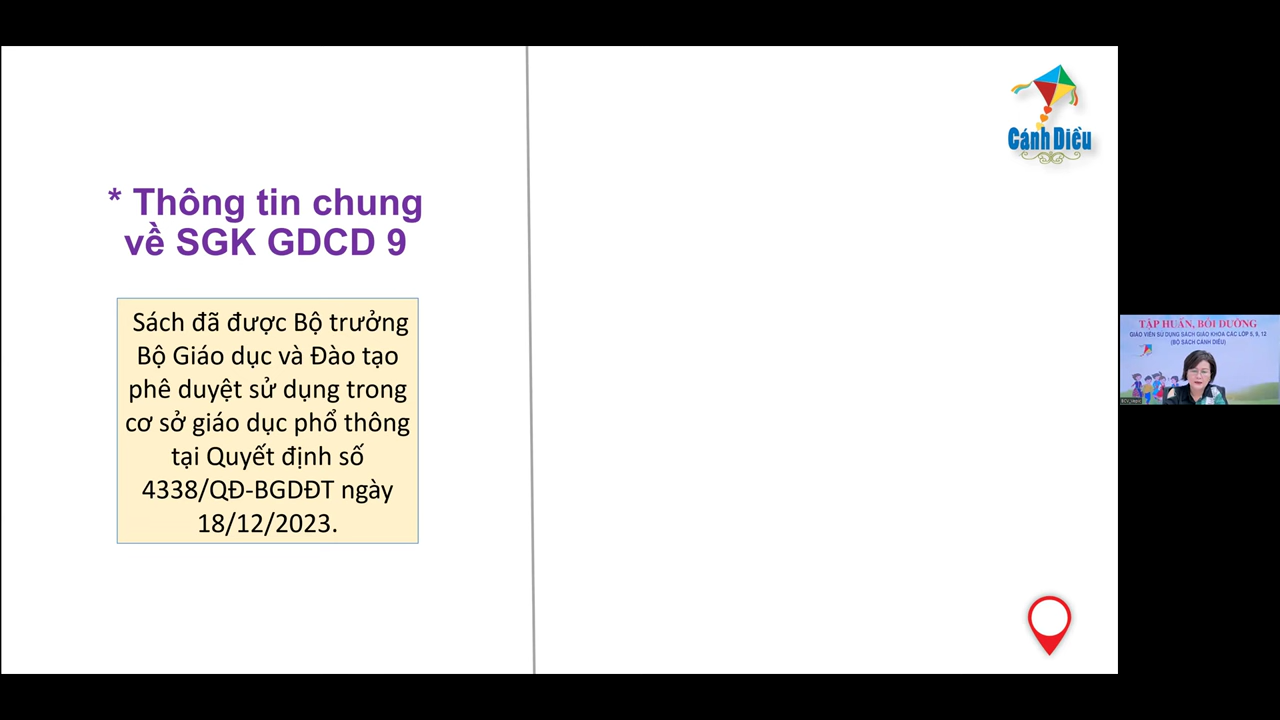 Cánh Diều
* Thông tin chung
về SGK GDCD 9
Sách đã được Bộ trưởng
Bộ Giáo dục và Đào tạo
phê duyệt sử dụng trong
cơ sở giáo dục phổ thông
tại Quyết định số
4338/QĐ-BGDĐT ngày
18/12/2023.
TẬP HUẤN, BỒI DƯỠNG
GIÁO VIÊN SỬ DỤNG SÁCH GIÁO KHOA CÁC LỚP 5, 9, 12
(BỘ SÁCH CÁNH DIỀU)